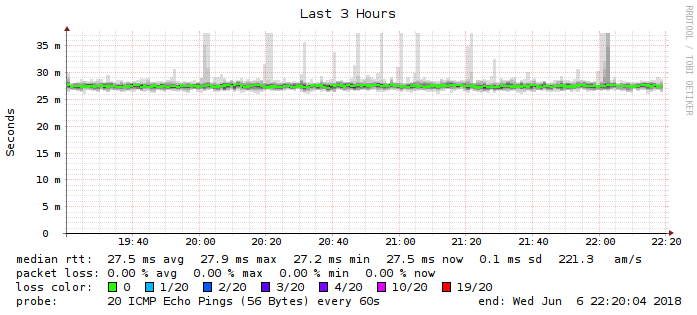 Last 3 Hours
RRDTOOL / TOBI OETIKER
Seconds
35 m
30 m
25 m
20 m
15 m
10 m
5 m
0
19:40 20:00 20:20 20:40 21:00 21:20 21:40 22:00 22:20
median rtt: 27.5 ms avg 27.9 ms max 27.2 ms min 27.5 ms now 0.1 ms sd 221.3 am/s
packet loss: 0.00 % avg 0.00 % max 0.00 % min 0.00 % now
loss color: 0 1/20 2/20 3/20 4/20 10/20 19/20
probe: 20 ICMP Echo Pings (56 Bytes) every 60s end: Wed Jun 6 22:20:04 2018